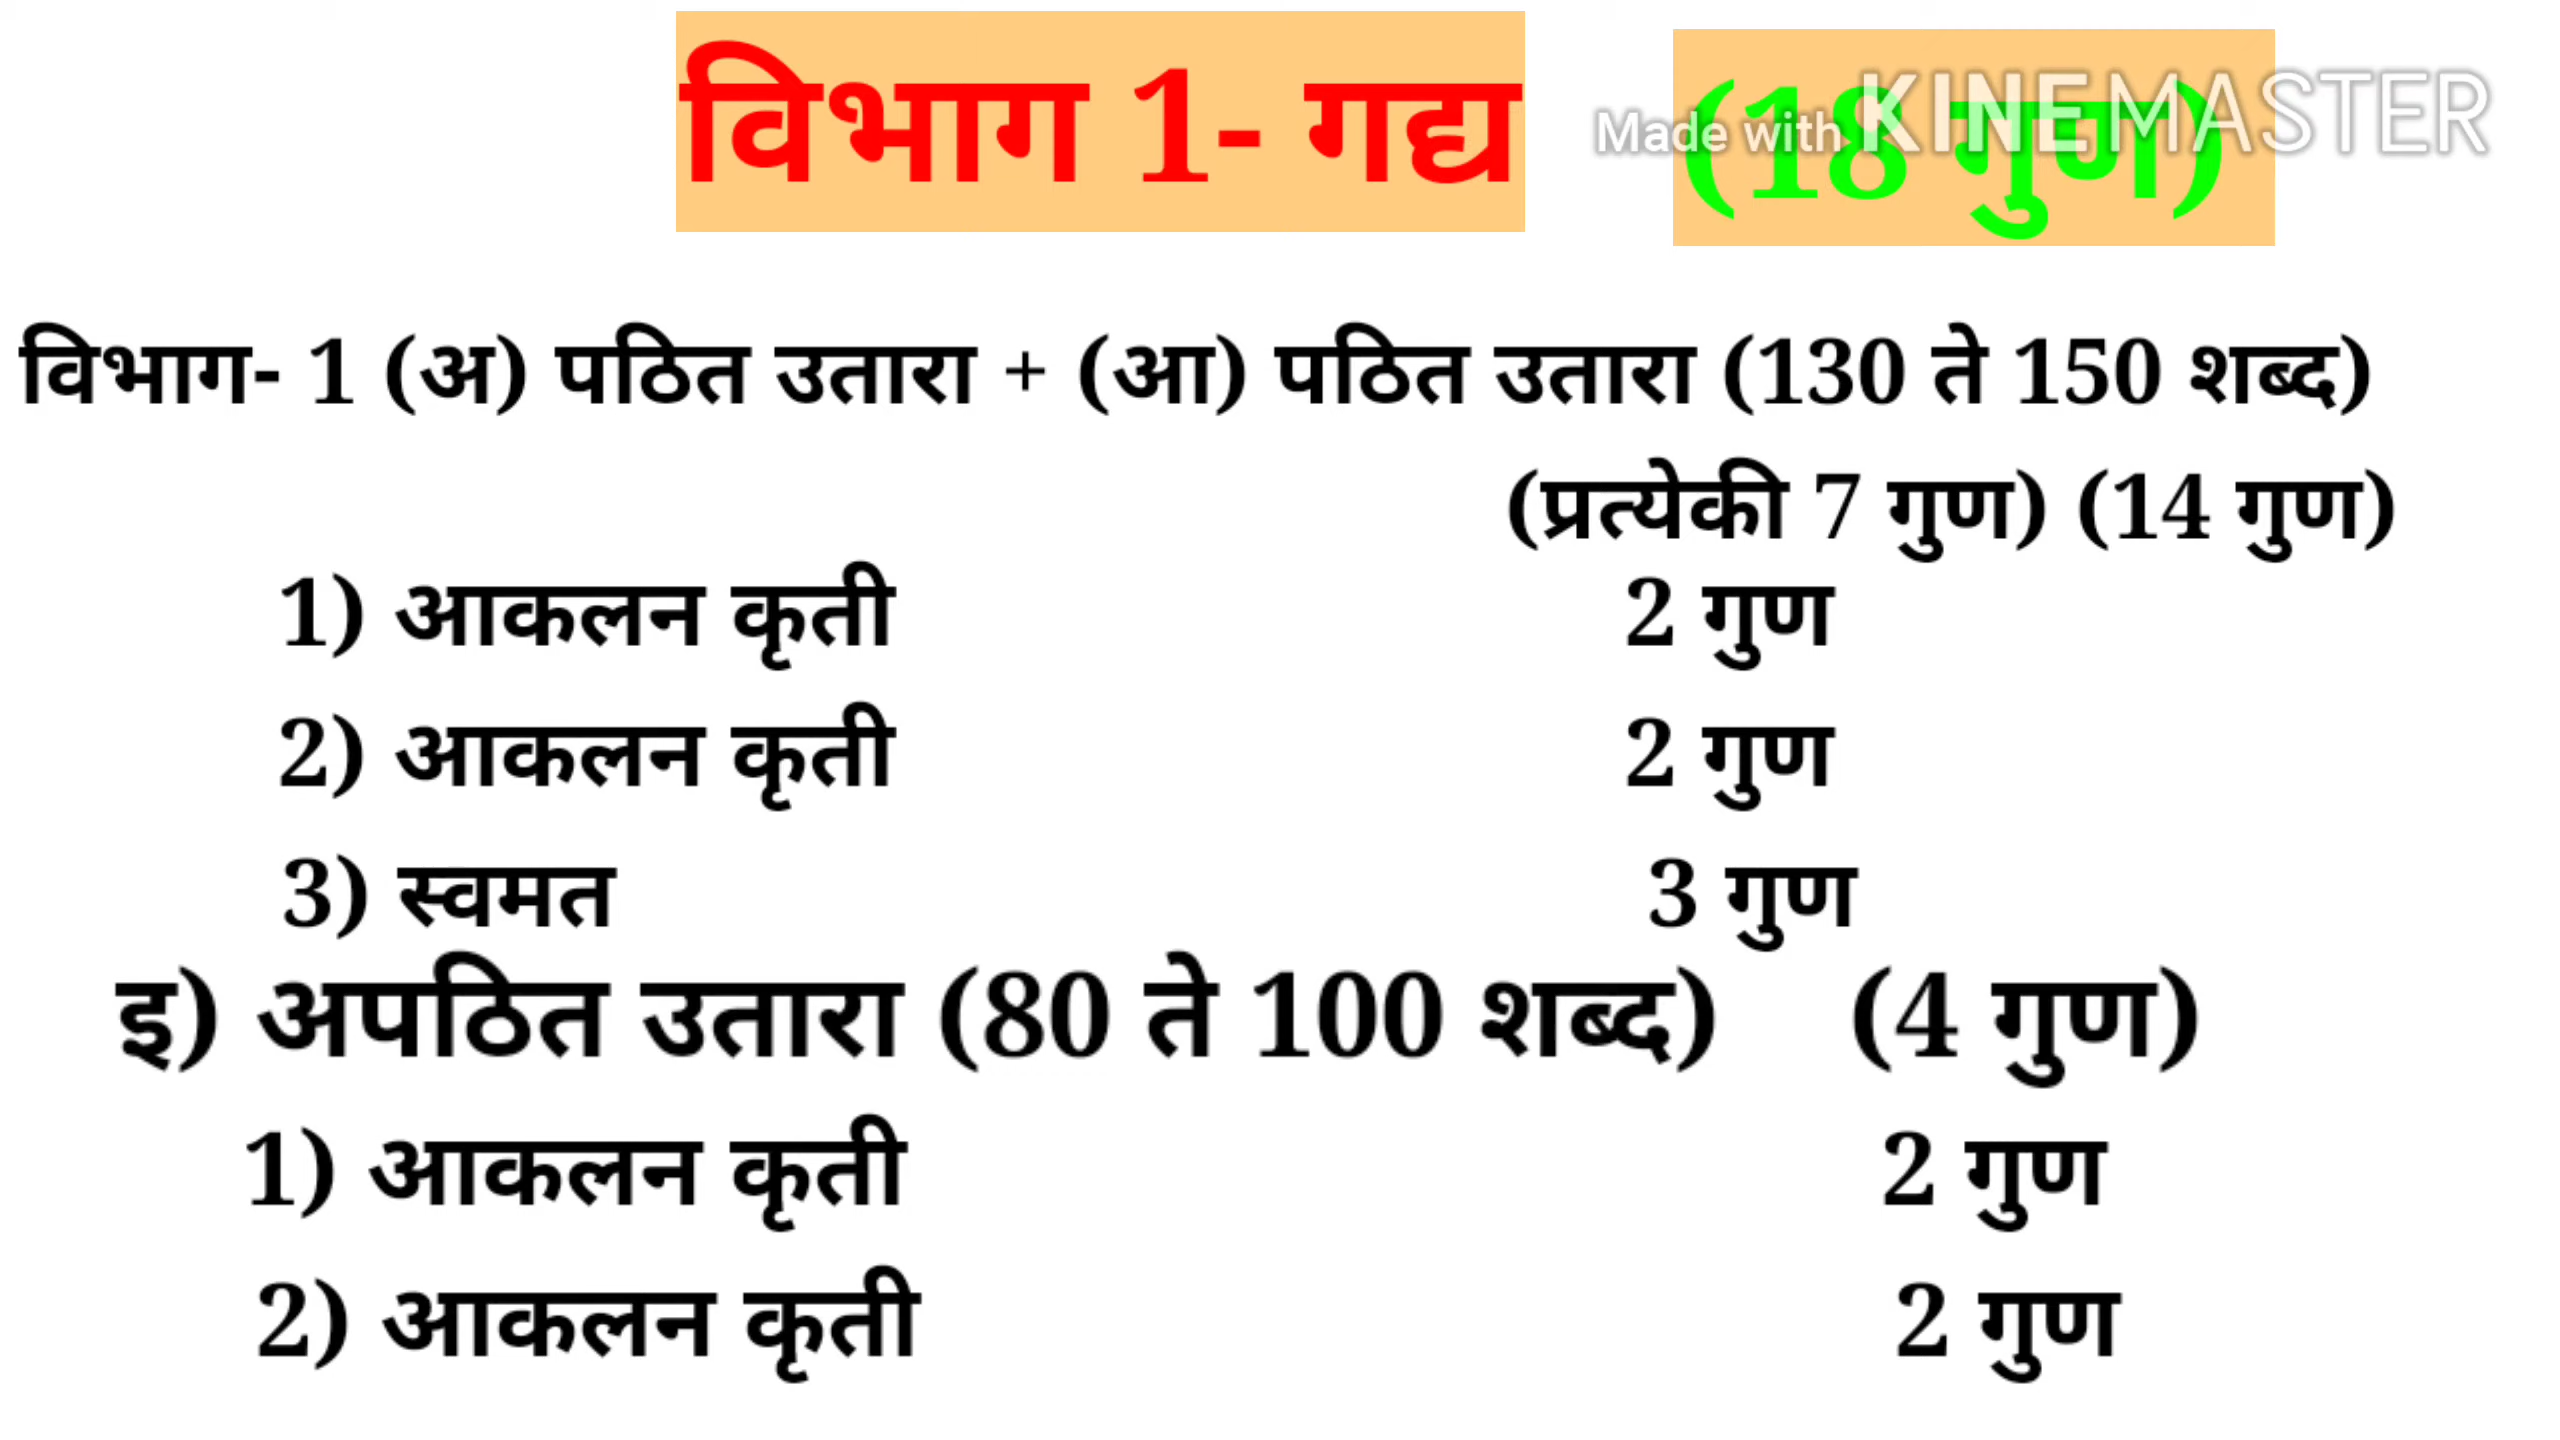 विभाग 1- गद्य (18 गुण)
Made with KINEMASTER
विभाग- 1 (अ) पठित उतारा + (आ) पठित उतारा (130 ते 150 शब्द)
(प्रत्येकी 7 गुण) (14 गुण)
1) आकलन कृती 2 गुण
2) आकलन कृती 2 गुण
3) स्वमत 3 गुण
इ) अपठित उतारा (80 ते 100 शब्द) (4 गुण)
1) आकलन कृती 2 गुण
2) आकलन कृती 2 गुण